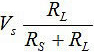 V_s \frac{R_L}{R_S + R_L}